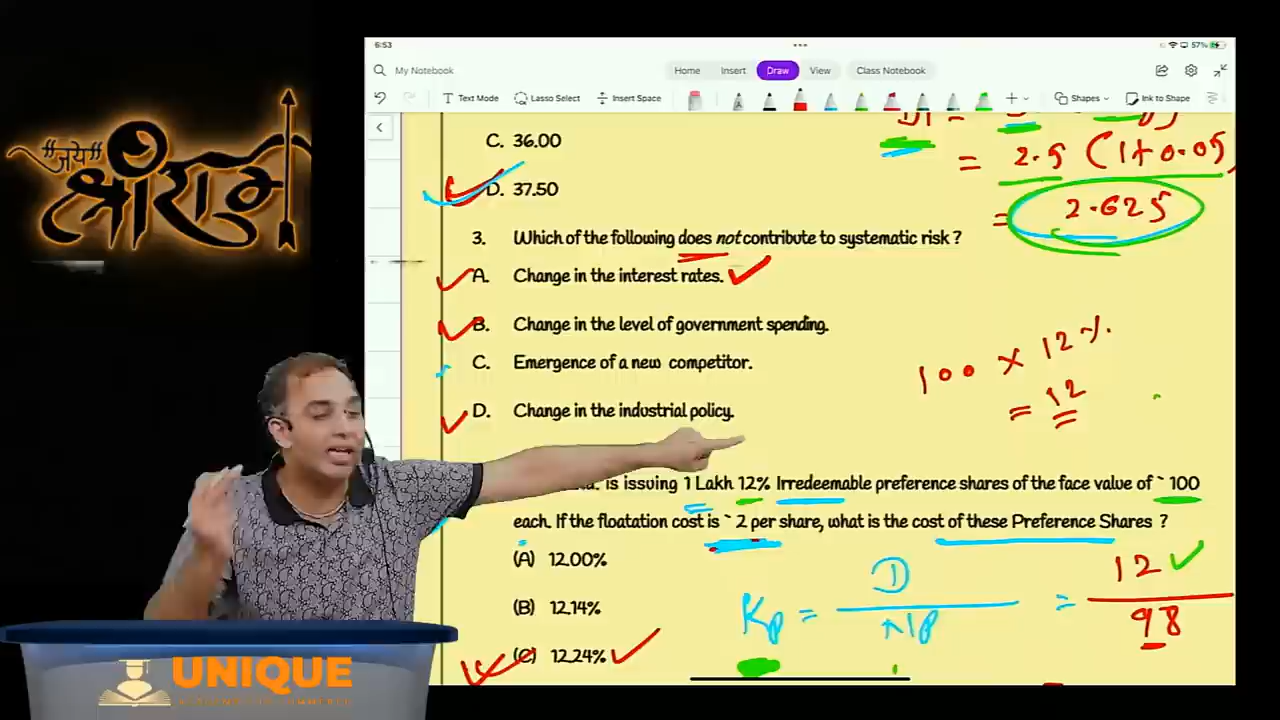 "जय"
श्री राम
6:53
57%
My Notebook
Home Insert Draw View Class Notebook
Text Mode Lasso Select Insert Space
Shapes Ink to Shape
= 2.5 (1+0.05)
= 2.625
C. 36.00
D. 37.50
3. Which of the following does not contribute to systematic risk ?
A. Change in the interest rates.
B. Change in the level of government spending.
C. Emergence of a new competitor.
D. Change in the industrial policy.
100 × 12%
= 12
is issuing 1 Lakh 12% Irredeemable preference shares of the face value of ` 100
each. If the floatation cost is ` 2 per share, what is the cost of these Preference Shares ?
(A) 12.00%
(B) 12.14%
(C) 12.24%
Kp = D / NP = 12 / 98
UNIQUE